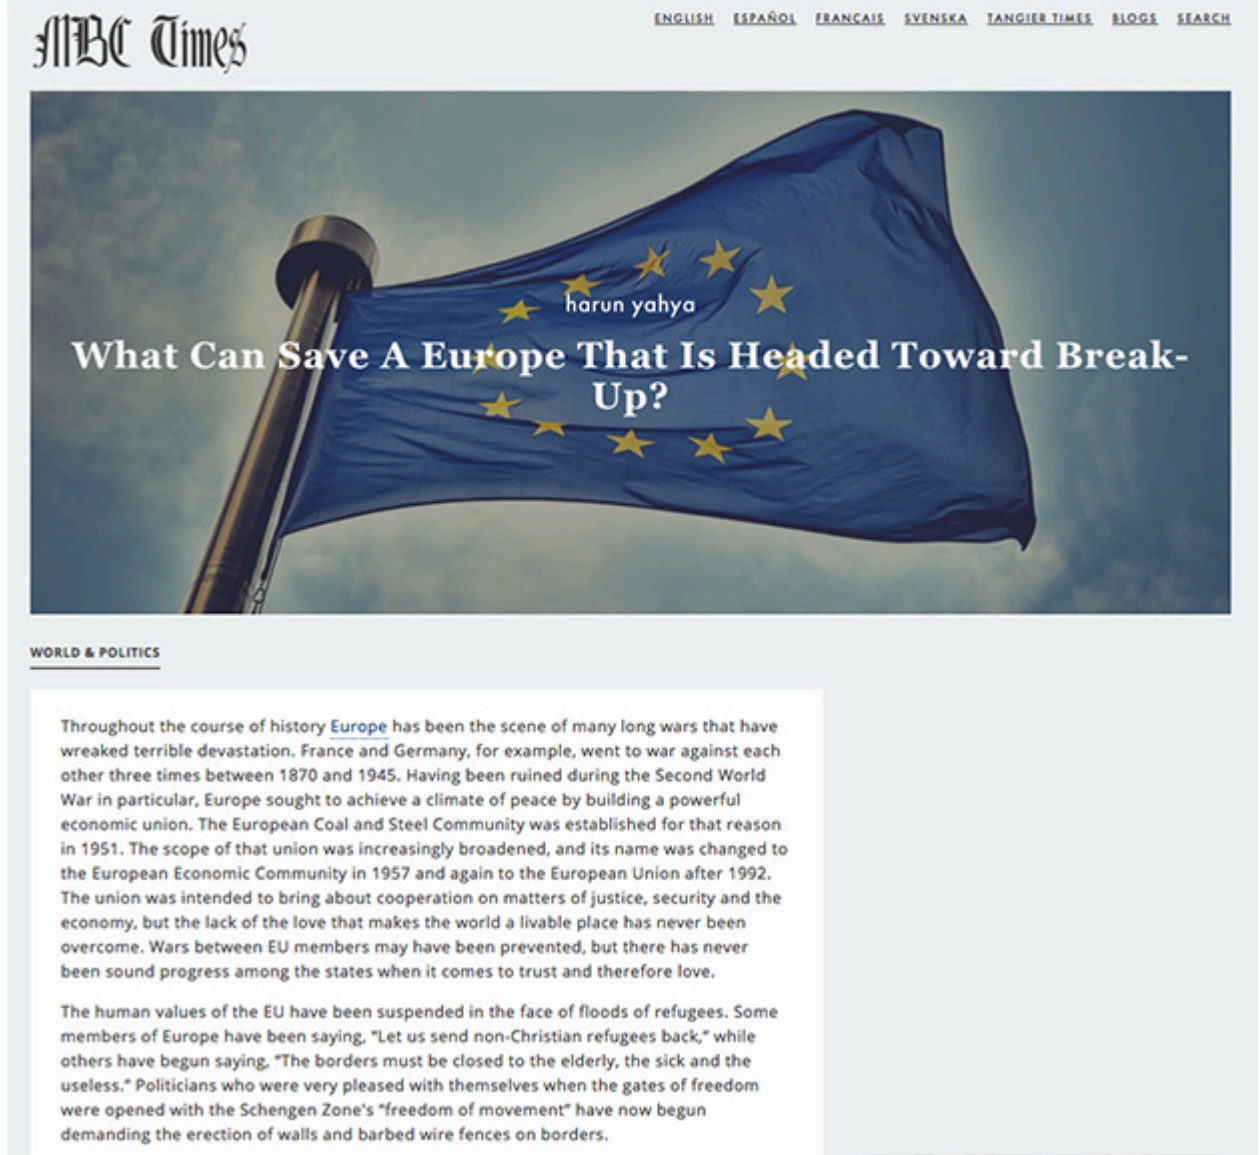 MBC Times
ENGLISH ESPAÑOL FRANÇAIS SVENSKA TANGIER TIMES BLOGS SEARCH
harun yahya
What Can Save A Europe That Is Headed Toward Break-
Up?
WORLD & POLITICS
Throughout the course of history Europe has been the scene of many long wars that have
wreaked terrible devastation. France and Germany, for example, went to war against each
other three times between 1870 and 1945. Having been ruined during the Second World
War in particular, Europe sought to achieve a climate of peace by building a powerful
economic union. The European Coal and Steel Community was established for that reason
in 1951. The scope of that union was increasingly broadened, and its name was changed to
the European Economic Community in 1957 and again to the European Union after 1992.
The union was intended to bring about cooperation on matters of justice, security and the
economy, but the lack of the love that makes the world a livable place has never been
overcome. Wars between EU members may have been prevented, but there has never
been sound progress among the states when it comes to trust and therefore love.
The human values of the EU have been suspended in the face of floods of refugees. Some
members of Europe have been saying, "Let us send non-Christian refugees back," while
others have begun saying, "The borders must be closed to the elderly, the sick and the
useless." Politicians who were very pleased with themselves when the gates of freedom
were opened with the Schengen Zone's "freedom of movement" have now begun
demanding the erection of walls and barbed wire fences on borders.